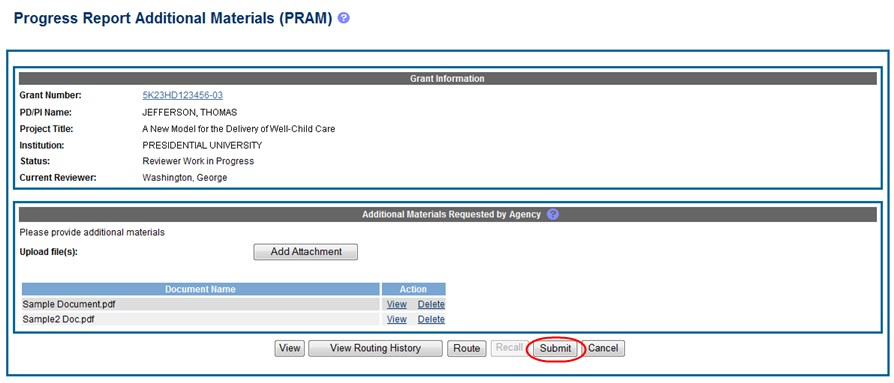 Progress Report Additional Materials (PRAM) ?
Grant Information
Grant Number: 5K23HD123456-03
PD/PI Name: JEFFERSON, THOMAS
Project Title: A New Model for the Delivery of Well-Child Care
Institution: PRESIDENTIAL UNIVERSITY
Status: Reviewer Work in Progress
Current Reviewer: Washington, George
Additional Materials Requested by Agency ?
Please provide additional materials
Upload file(s): Add Attachment
Document Name Action
Sample Document.pdf View Delete
Sample2 Doc.pdf View Delete
View View Routing History Route Recall Submit Cancel